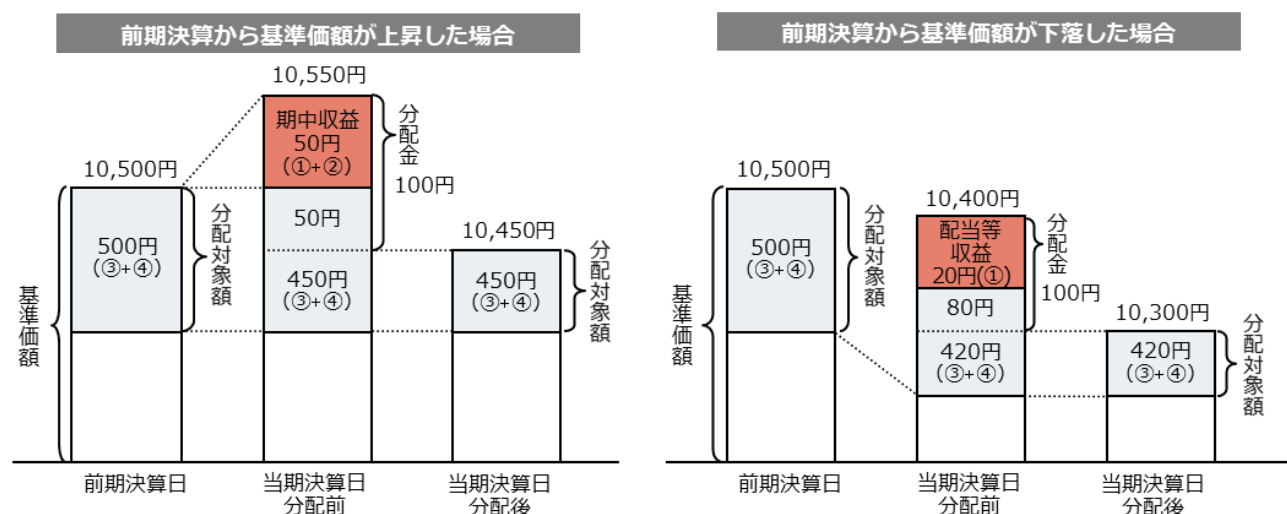 前期決算から基準価額が上昇した場合
10,550円
期中収益
50円
(①+②)
分配金
100円
10,500円
500円
(③+④)
分配対象額
50円
450円
(③+④)
10,450円
450円
(③+④)
分配対象額
基準価額
前期決算日
当期決算日
分配前
当期決算日
分配後
前期決算から基準価額が下落した場合
10,500円
500円
(③+④)
分配対象額
10,400円
配当等
収益
20円(①)
分配金
100円
80円
420円
(③+④)
10,300円
420円
(③+④)
分配対象額
基準価額
前期決算日
当期決算日
分配前
当期決算日
分配後